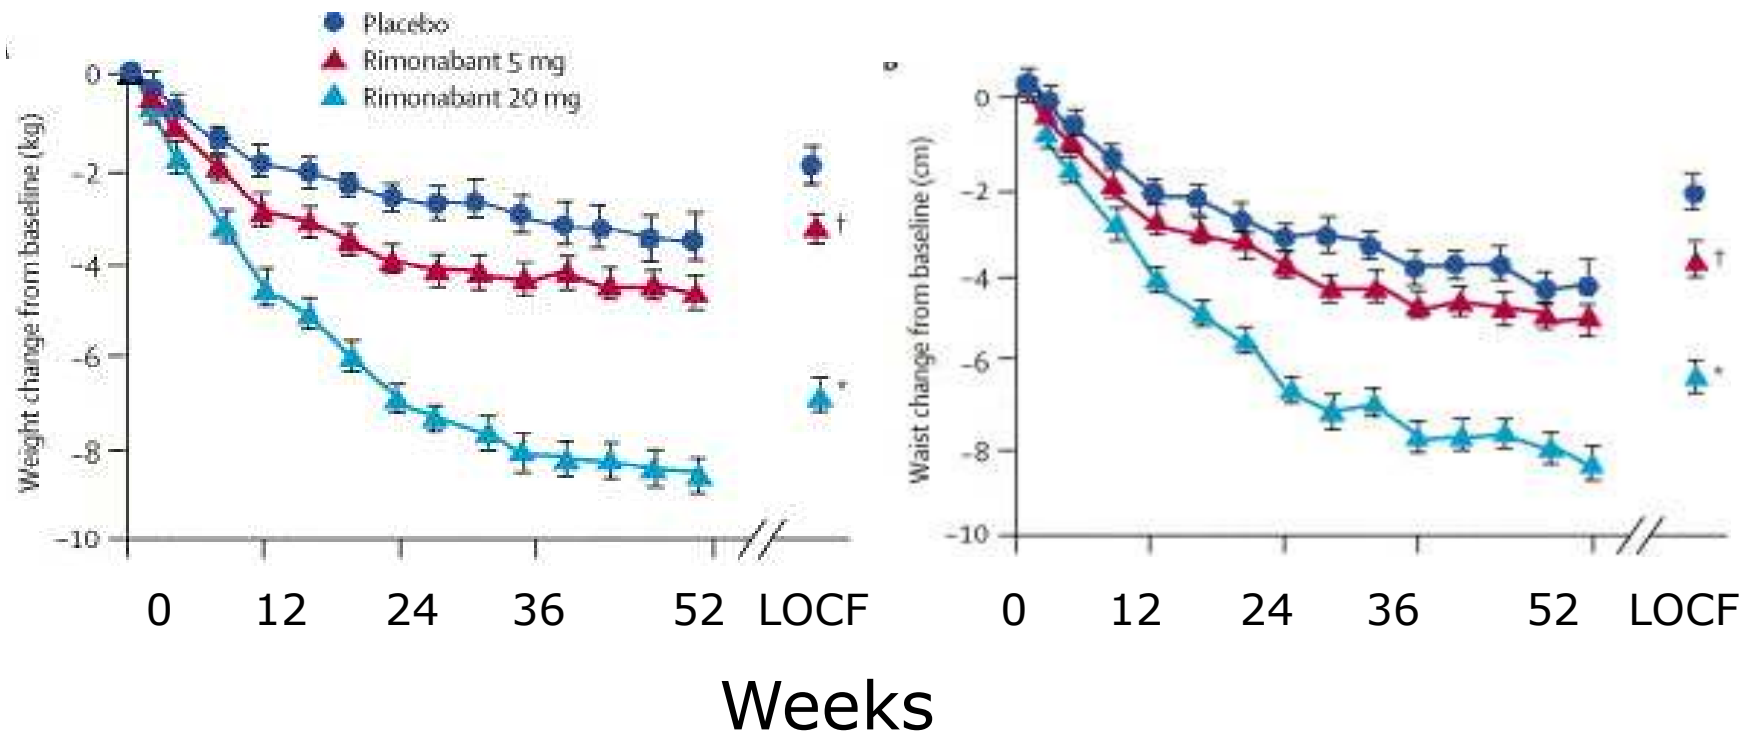 Placebo
Rimonabant 5 mg
Rimonabant 20 mg
Weight change from baseline (kg)
0
–2
–4
–6
–8
–10
†
*
0 12 24 36 52 LOCF
Waist change from baseline (cm)
0
–2
–4
–6
–8
–10
†
*
0 12 24 36 52 LOCF
Weeks